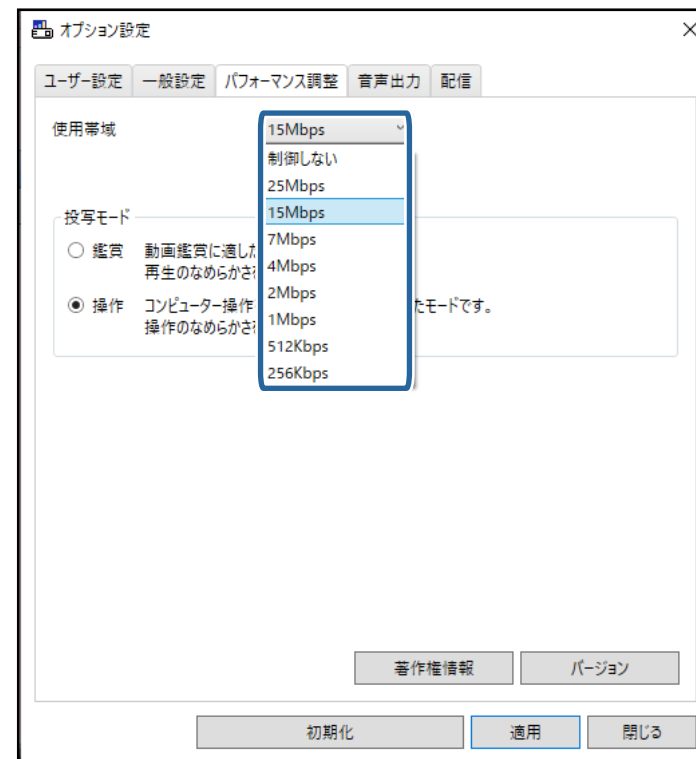 オプション設定
ユーザー設定 一般設定 パフォーマンス調整 音声出力 配信
使用帯域 15Mbps
制御しない
25Mbps
15Mbps
7Mbps
4Mbps
2Mbps
1Mbps
512Kbps
256Kbps
投写モード
鑑賞 動画鑑賞に適した
再生のなめらかさ
操作 コンピューター操作 たモードです。
操作のなめらかさ
著作権情報 バージョン
初期化 適用 閉じる